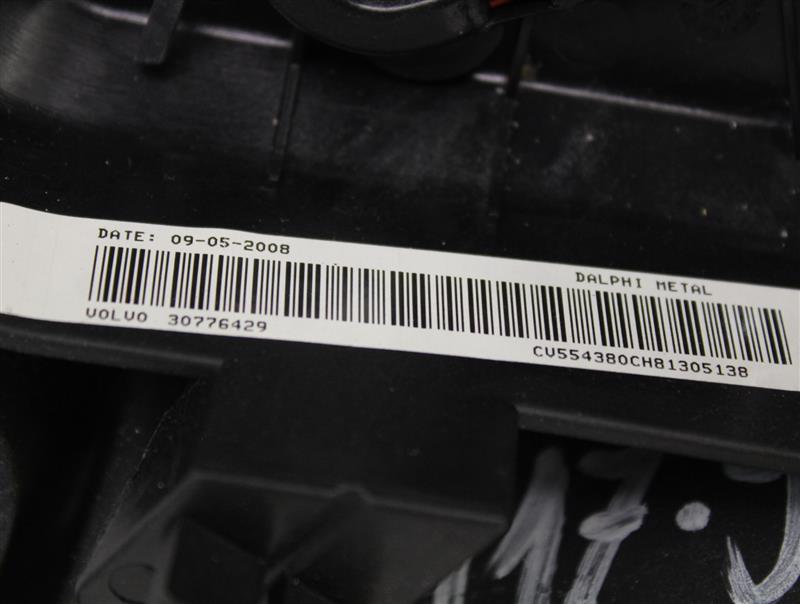 DATE: 09-05-2008
DALPHI METAL
VOLVO 30776429
CV554380CH81305138